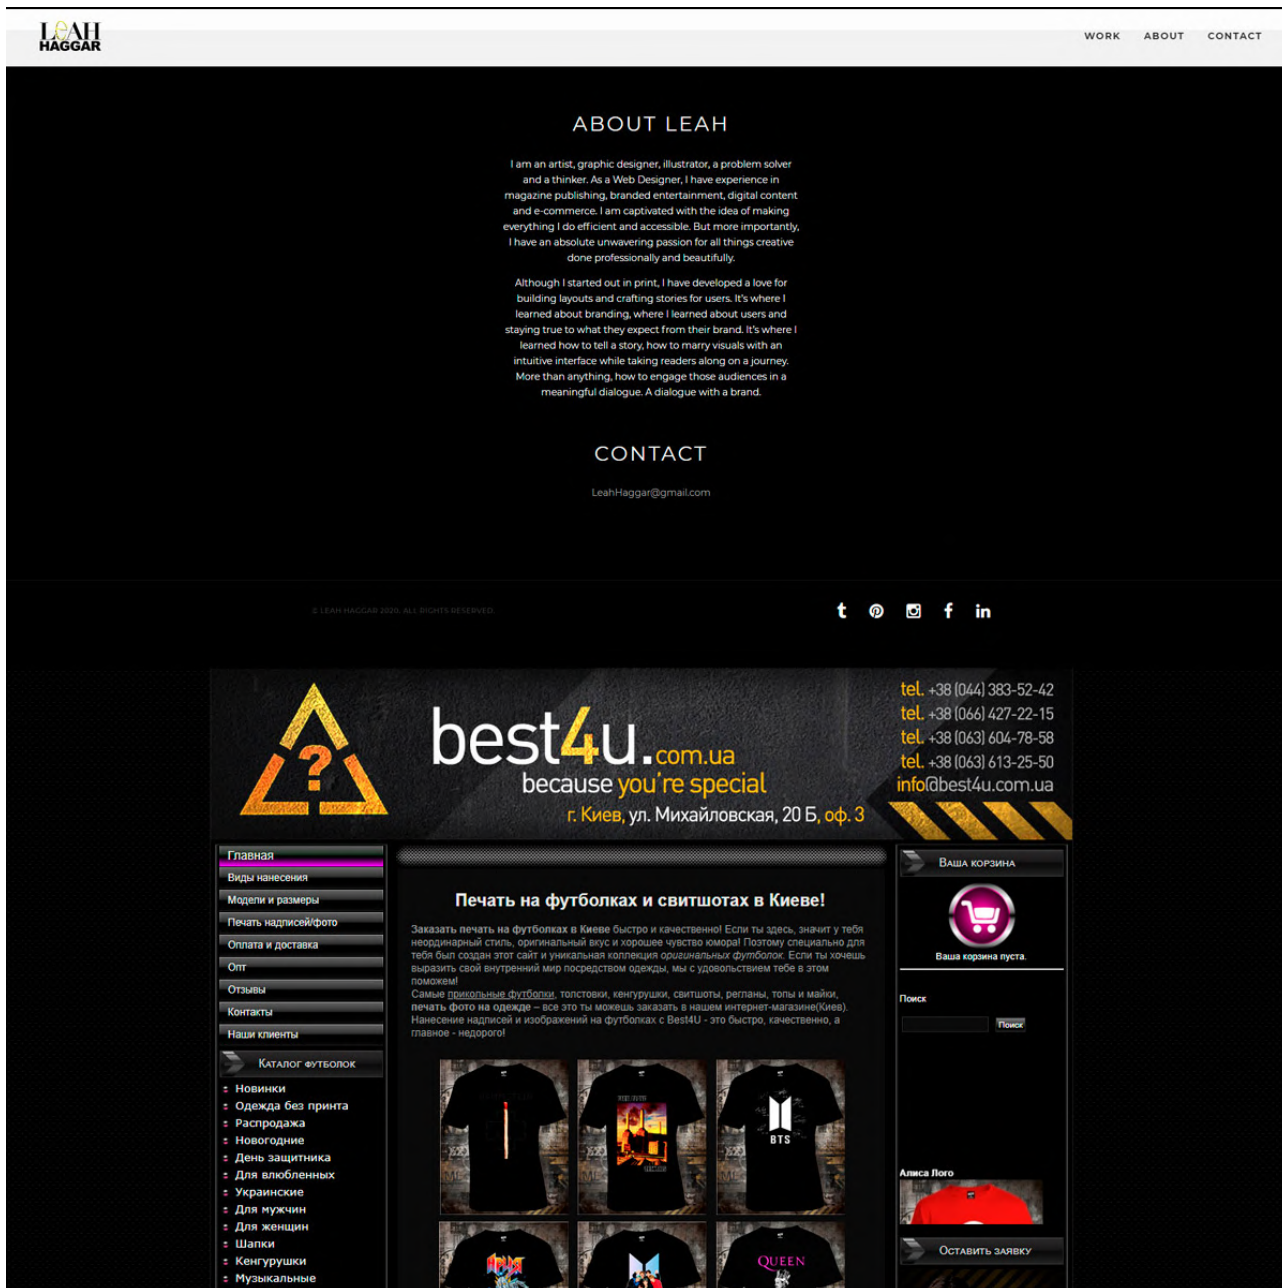 LEAH
HAGGAR
WORK ABOUT CONTACT
ABOUT LEAH
I am an artist, graphic designer, illustrator, a problem solver
and a thinker. As a Web Designer, I have experience in
magazine publishing, branded entertainment, digital content
and e-commerce. I am captivated with the idea of making
everything I do efficient and accessible. But more importantly,
I have an absolute unwavering passion for all things creative
done professionally and beautifully.
Although I started out in print, I have developed a love for
building layouts and crafting stories for users. It's where I
learned about branding, where I learned about users and
staying true to what they expect from their brand. It's where I
learned how to tell a story, how to marry visuals with an
intuitive interface while taking readers along on a journey.
More than anything, how to engage those audiences in a
meaningful dialogue. A dialogue with a brand.
CONTACT
LeahHaggar@gmail.com
© LEAH HAGGAR 2020. ALL RIGHTS RESERVED.
best4u.com.ua
because you're special
г. Киев, ул. Михайловская, 20 Б, оф. 3
tel. +38 (044) 383-52-42
tel. +38 (066) 427-22-15
tel. +38 (063) 604-78-58
tel. +38 (063) 613-25-50
info@best4u.com.ua
Главная
Виды нанесения
Модели и размеры
Печать надписей/фото
Оплата и доставка
Опт
Отзывы
Контакты
Наши клиенты
Каталог футболок
Новинки
Одежда без принта
Распродажа
Новогодние
День защитника
Для влюбленных
Украинские
Для мужчин
Для женщин
Шапки
Кенгурушки
Музыкальные
Печать на футболках и свитшотах в Киеве!
Заказать печать на футболках в Киеве быстро и качественно! Если ты здесь, значит у тебя
неординарный стиль, оригинальный вкус и хорошее чувство юмора! Поэтому специально для
тебя был создан этот сайт и уникальная коллекция оригинальных футболок. Если ты хочешь
выразить свой внутренний мир посредством одежды, мы с удовольствием тебе в этом
поможем!
Самые прикольные футболки, толстовки, кенгурушки, свитшоты, регланы, топы и майки,
печать фото на одежде – все это ты можешь заказать в нашем интернет-магазине(Киев).
Нанесение надписей и изображений на футболках с Best4U - это быстро, качественно, а
главное - недорого!
BTS
АРИЯ
QUEEN
Ваша корзина
Ваша корзина пуста.
Поиск
Поиск
Алиса Лого
Оставить заявку